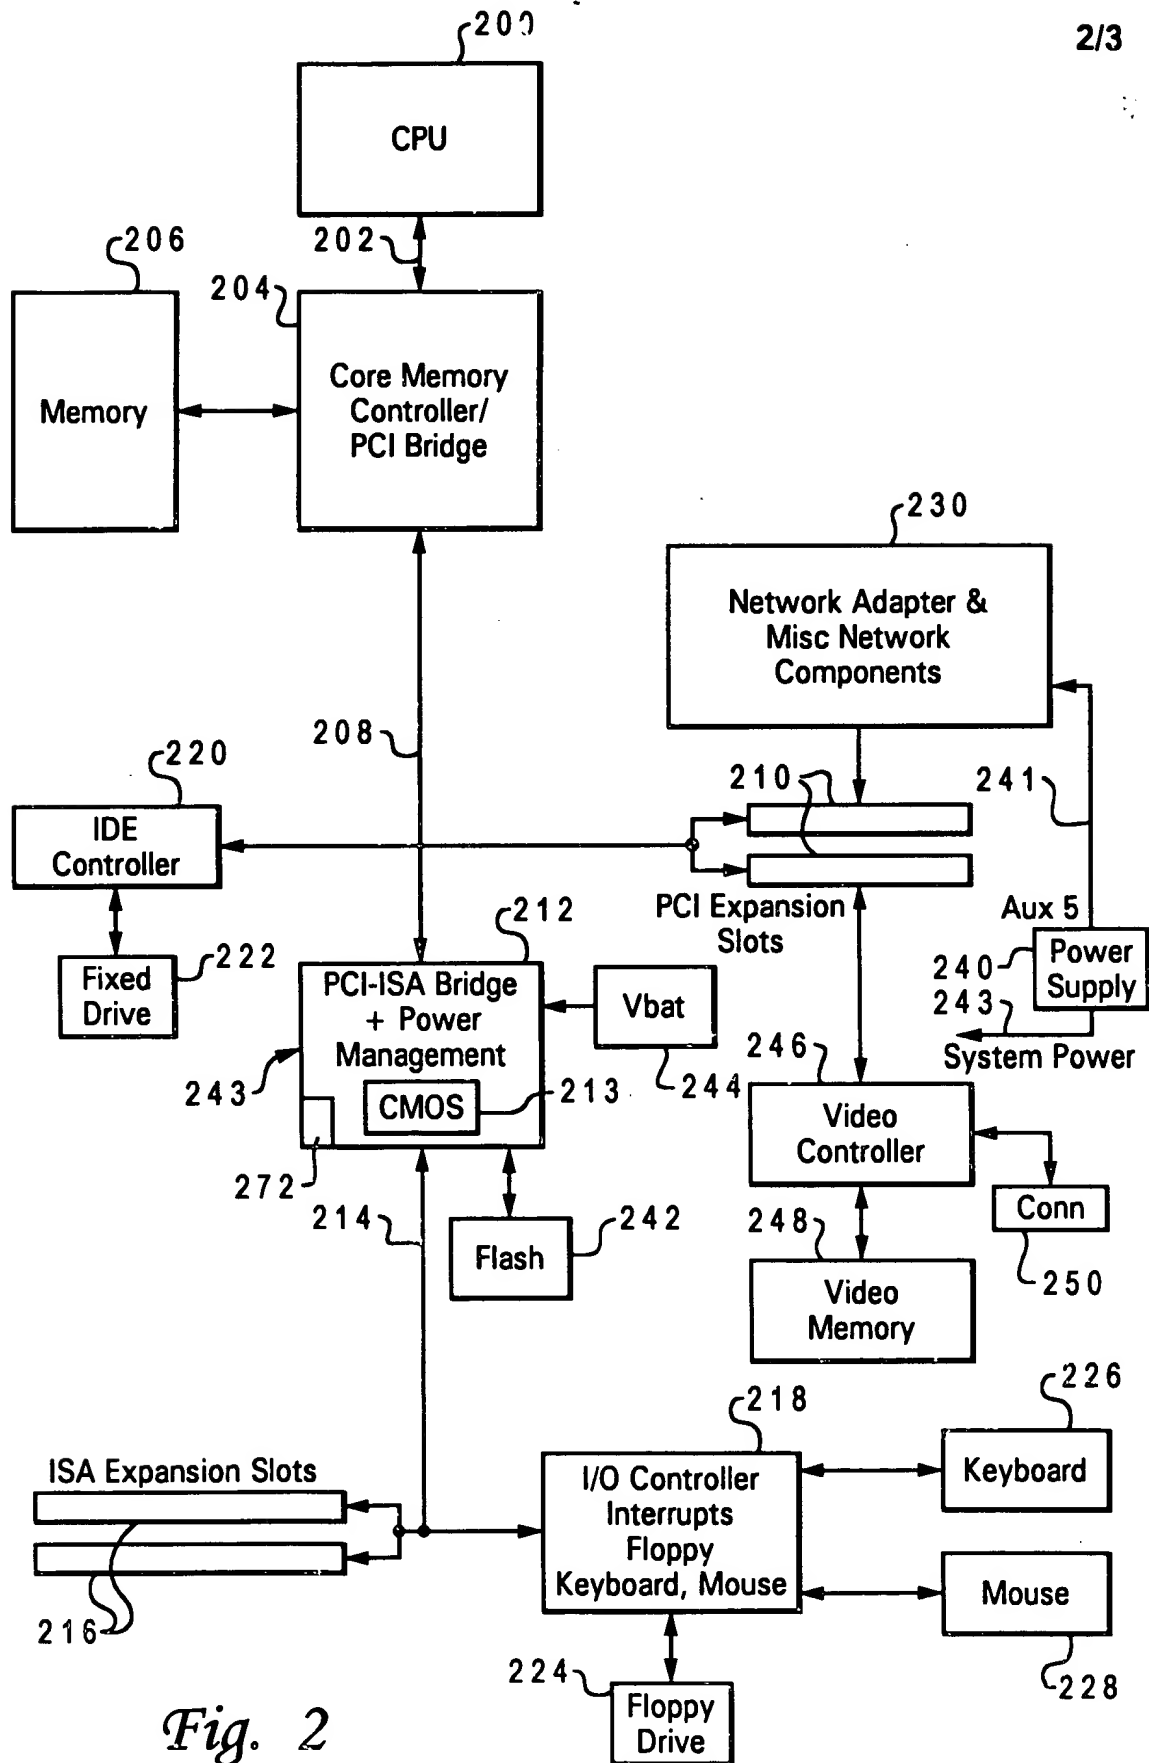 2/3
200
CPU
206
202
204
Memory
Core Memory
Controller/
PCI Bridge
230
Network Adapter &
Misc Network
Components
208
220
210
241
IDE
Controller
PCI Expansion
Slots
Aux 5
212
222
Fixed
Drive
PCI-ISA Bridge
+ Power
Management
Vbat
240
Power
Supply
243
System Power
246
243
CMOS
213
244
Video
Controller
272
214
Flash
242
248
Conn
250
Video
Memory
218
226
ISA Expansion Slots
I/O Controller
Interrupts
Floppy
Keyboard, Mouse
Keyboard
Mouse
216
224
228
Floppy
Drive
Fig. 2